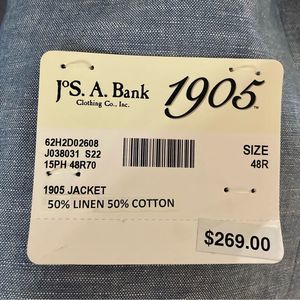 JoS. A. Bank
Clothing Co., Inc.
1905™
62H2D02608
J038031 S22
15PH 48R70
SIZE
48R
1905 JACKET
50% LINEN 50% COTTON
$269.00